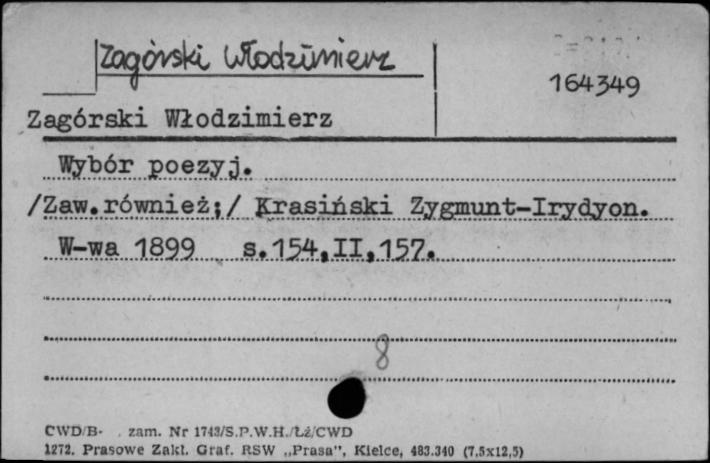 Zagórski Włodzimierz
164349
Zagórski Włodzimierz
Wybór poezyj.
/Zaw.również;/ Krasiński Zygmunt-Irydyon.
W-wa 1899 s.154,II,157.
8
CWD/B- . zam. Nr 1743/S.P.W.H./Łź/CWD
1272. Prasowe Zakł. Graf. RSW „Prasa", Kielce, 483.340 (7,5x12,5)